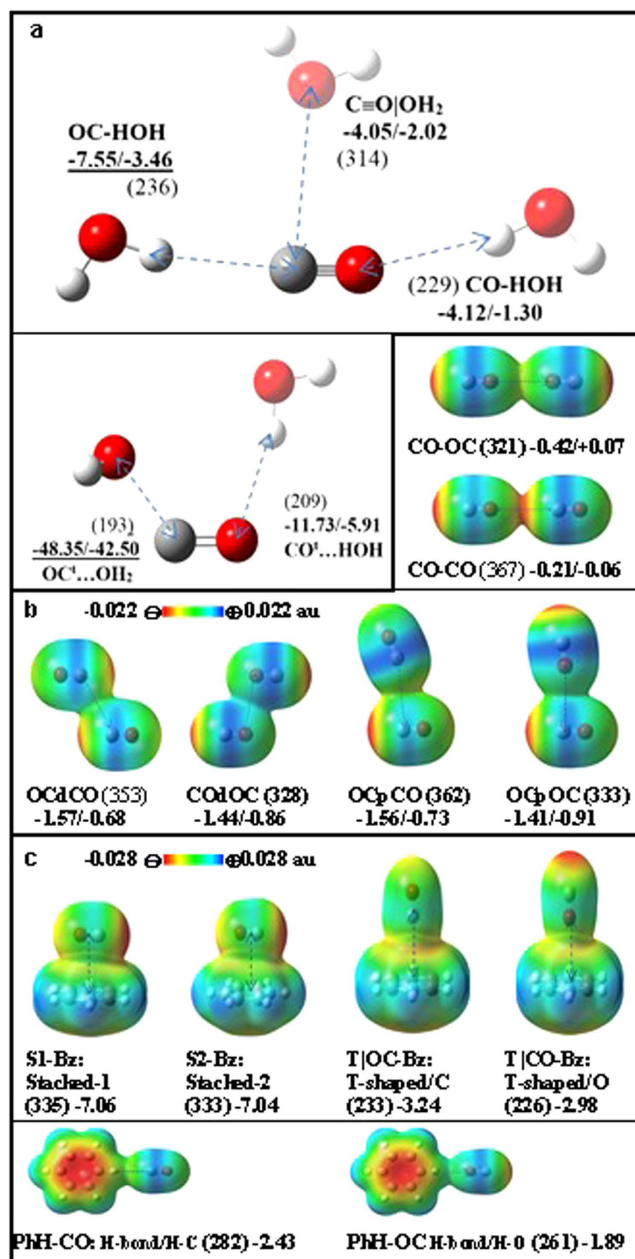 a
C≡O|OH₂
-4.05/-2.02
(314)
OC-HOH
-7.55/-3.46
(236)
(229) CO-HOH
-4.12/-1.30
(193)
-48.35/-42.50
OCᵗ...OH₂
(209)
-11.73/-5.91
COᵗ...HOH
CO-OC (321) -0.42/+0.07
CO-CO (367) -0.21/-0.06
b -0.022 ⊖ ⊕ 0.022 au
OCdCO (353) COdOC (328) OCpCO (362) OCpOC (333)
-1.57/-0.68 -1.44/-0.86 -1.56/-0.73 -1.41/-0.91
c -0.028 ⊖ ⊕ 0.028 au
S1-Bz: S2-Bz: T|OC-Bz: T|CO-Bz:
Stacked-1 Stacked-2 T-shaped/C T-shaped/O
(335) -7.06 (333) -7.04 (233) -3.24 (226) -2.98
PhH-CO: H-bond/H-C (282) -2.43 PhH-OC H-bond/H-O (261) -1.89